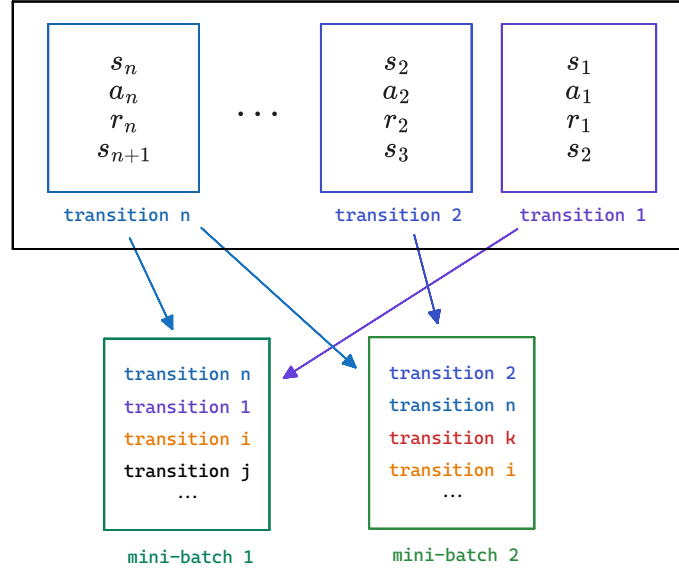 s_n
a_n
r_n
s_{n+1}
transition n
...
s_2
a_2
r_2
s_3
transition 2
s_1
a_1
r_1
s_2
transition 1
transition n
transition 1
transition i
transition j
...
mini-batch 1
transition 2
transition n
transition k
transition i
...
mini-batch 2